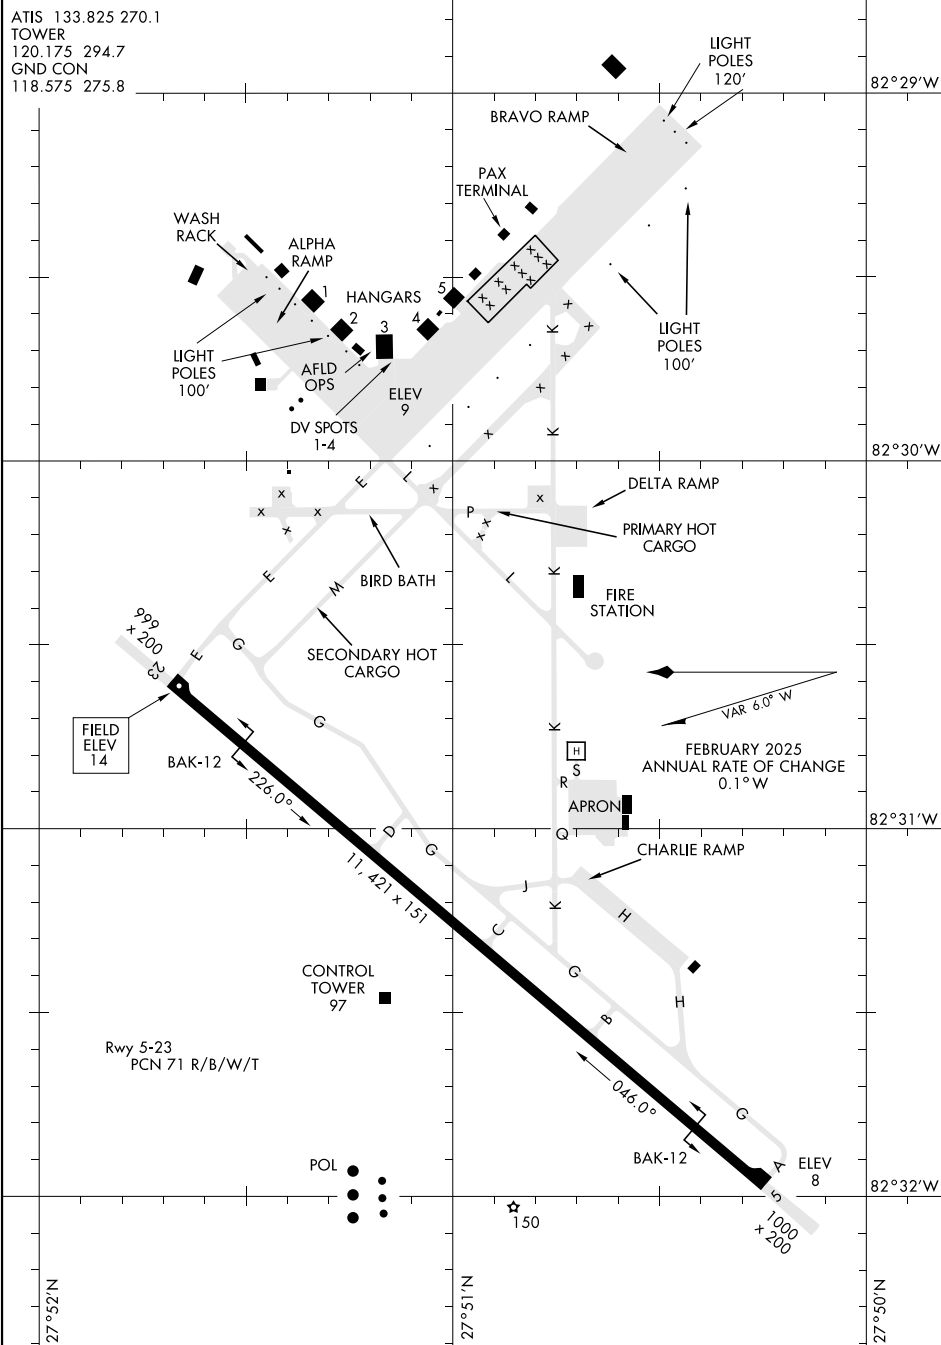 ATIS 133.825 270.1
TOWER
120.175 294.7
GND CON
118.575 275.8
LIGHT
POLES
120'
82°29'W
BRAVO RAMP
PAX
TERMINAL
WASH
RACK
ALPHA
RAMP
HANGARS
1
2
3
4
5
LIGHT
POLES
100'
AFLD
OPS
ELEV
9
DV SPOTS
1-4
LIGHT
POLES
100'
x x x x x x x x x
x
x
K
x
x
K
x
82°30'W
E
L
x
x
x
x
x
x
P
x
x
x
DELTA RAMP
PRIMARY HOT
CARGO
BIRD BATH
E
M
L
K
FIRE
STATION
SECONDARY HOT
CARGO
999
x 200
23
E
G
VAR 6.0° W
FIELD
ELEV
14
G
K
BAK-12
226.0°
H
S
R
APRON
Q
FEBRUARY 2025
ANNUAL RATE OF CHANGE
0.1° W
82°31'W
D
G
CHARLIE RAMP
11, 421 x 151
J
K
H
C
G
H
B
CONTROL
TOWER
97
Rwy 5-23
PCN 71 R/B/W/T
046.0°
G
BAK-12
A
ELEV
8
5
POL
82°32'W
150
1000
x 200
27°52'N
27°51'N
27°50'N